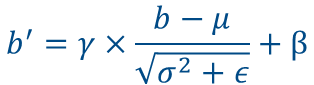 b′ = γ × (b − μ) / √(σ² + ϵ) + β